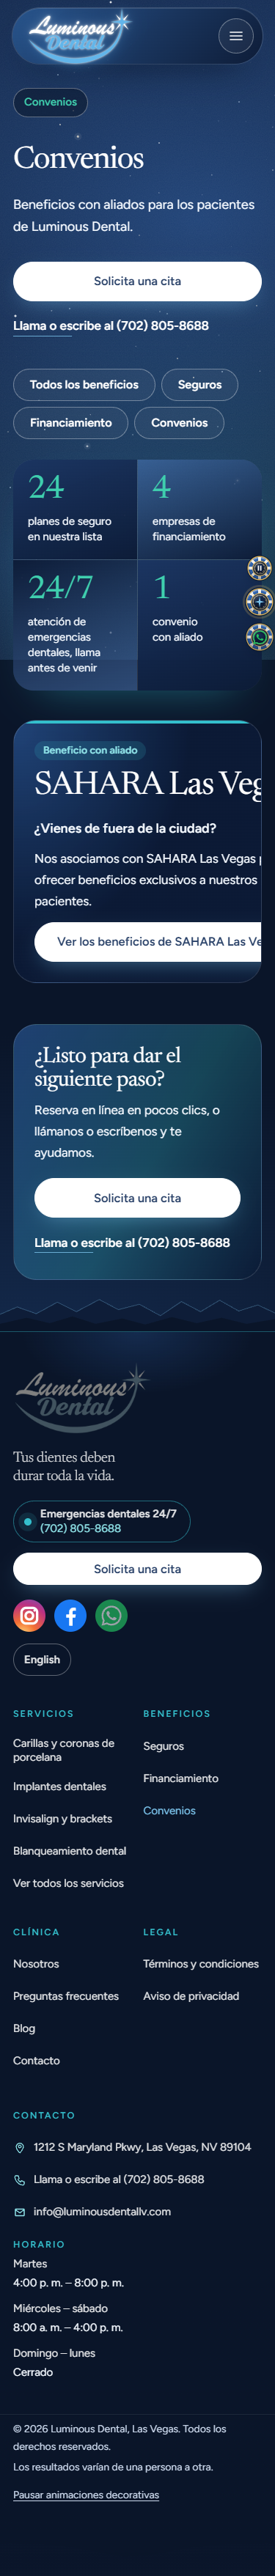 Luminous
Dental
Convenios
Convenios
Beneficios con aliados para los pacientes
de Luminous Dental.
Solicita una cita
Llama o escribe al (702) 805-8688
Todos los beneficios
Seguros
Financiamiento
Convenios
24
planes de seguro
en nuestra lista
4
empresas de
financiamiento
24/7
atención de
emergencias
dentales, llama
antes de venir
1
convenio
con aliado
Beneficio con aliado
SAHARA Las Veg
¿Vienes de fuera de la ciudad?
Nos asociamos con SAHARA Las Vegas p
ofrecer beneficios exclusivos a nuestros
pacientes.
Ver los beneficios de SAHARA Las Ve
¿Listo para dar el
siguiente paso?
Reserva en línea en pocos clics, o
llámanos o escríbenos y te
ayudamos.
Solicita una cita
Llama o escribe al (702) 805-8688
Luminous
Dental
Tus dientes deben
durar toda la vida.
Emergencias dentales 24/7
(702) 805-8688
Solicita una cita
English
SERVICIOS
Carillas y coronas de
porcelana
Implantes dentales
Invisalign y brackets
Blanqueamiento dental
Ver todos los servicios
BENEFICIOS
Seguros
Financiamiento
Convenios
CLÍNICA
Nosotros
Preguntas frecuentes
Blog
Contacto
LEGAL
Términos y condiciones
Aviso de privacidad
CONTACTO
1212 S Maryland Pkwy, Las Vegas, NV 89104
Llama o escribe al (702) 805-8688
info@luminousdentallv.com
HORARIO
Martes
4:00 p. m. – 8:00 p. m.
Miércoles – sábado
8:00 a. m. – 4:00 p. m.
Domingo – lunes
Cerrado
© 2026 Luminous Dental, Las Vegas. Todos los
derechos reservados.
Los resultados varían de una persona a otra.
Pausar animaciones decorativas